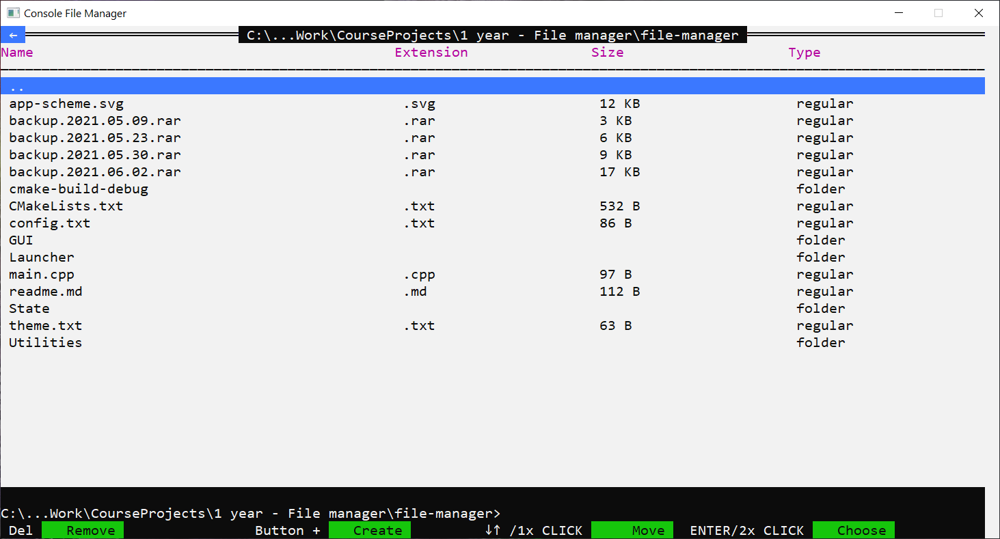 Console File Manager
← C:\...Work\CourseProjects\1 year - File manager\file-manager
Name Extension Size Type
..
app-scheme.svg .svg 12 KB regular
backup.2021.05.09.rar .rar 3 KB regular
backup.2021.05.23.rar .rar 6 KB regular
backup.2021.05.30.rar .rar 9 KB regular
backup.2021.06.02.rar .rar 17 KB regular
cmake-build-debug folder
CMakeLists.txt .txt 532 B regular
config.txt .txt 86 B regular
GUI folder
Launcher folder
main.cpp .cpp 97 B regular
readme.md .md 112 B regular
State folder
theme.txt .txt 63 B regular
Utilities folder
C:\...Work\CourseProjects\1 year - File manager\file-manager>
Del Remove Button + Create ↓↑ /1x CLICK Move ENTER/2x CLICK Choose